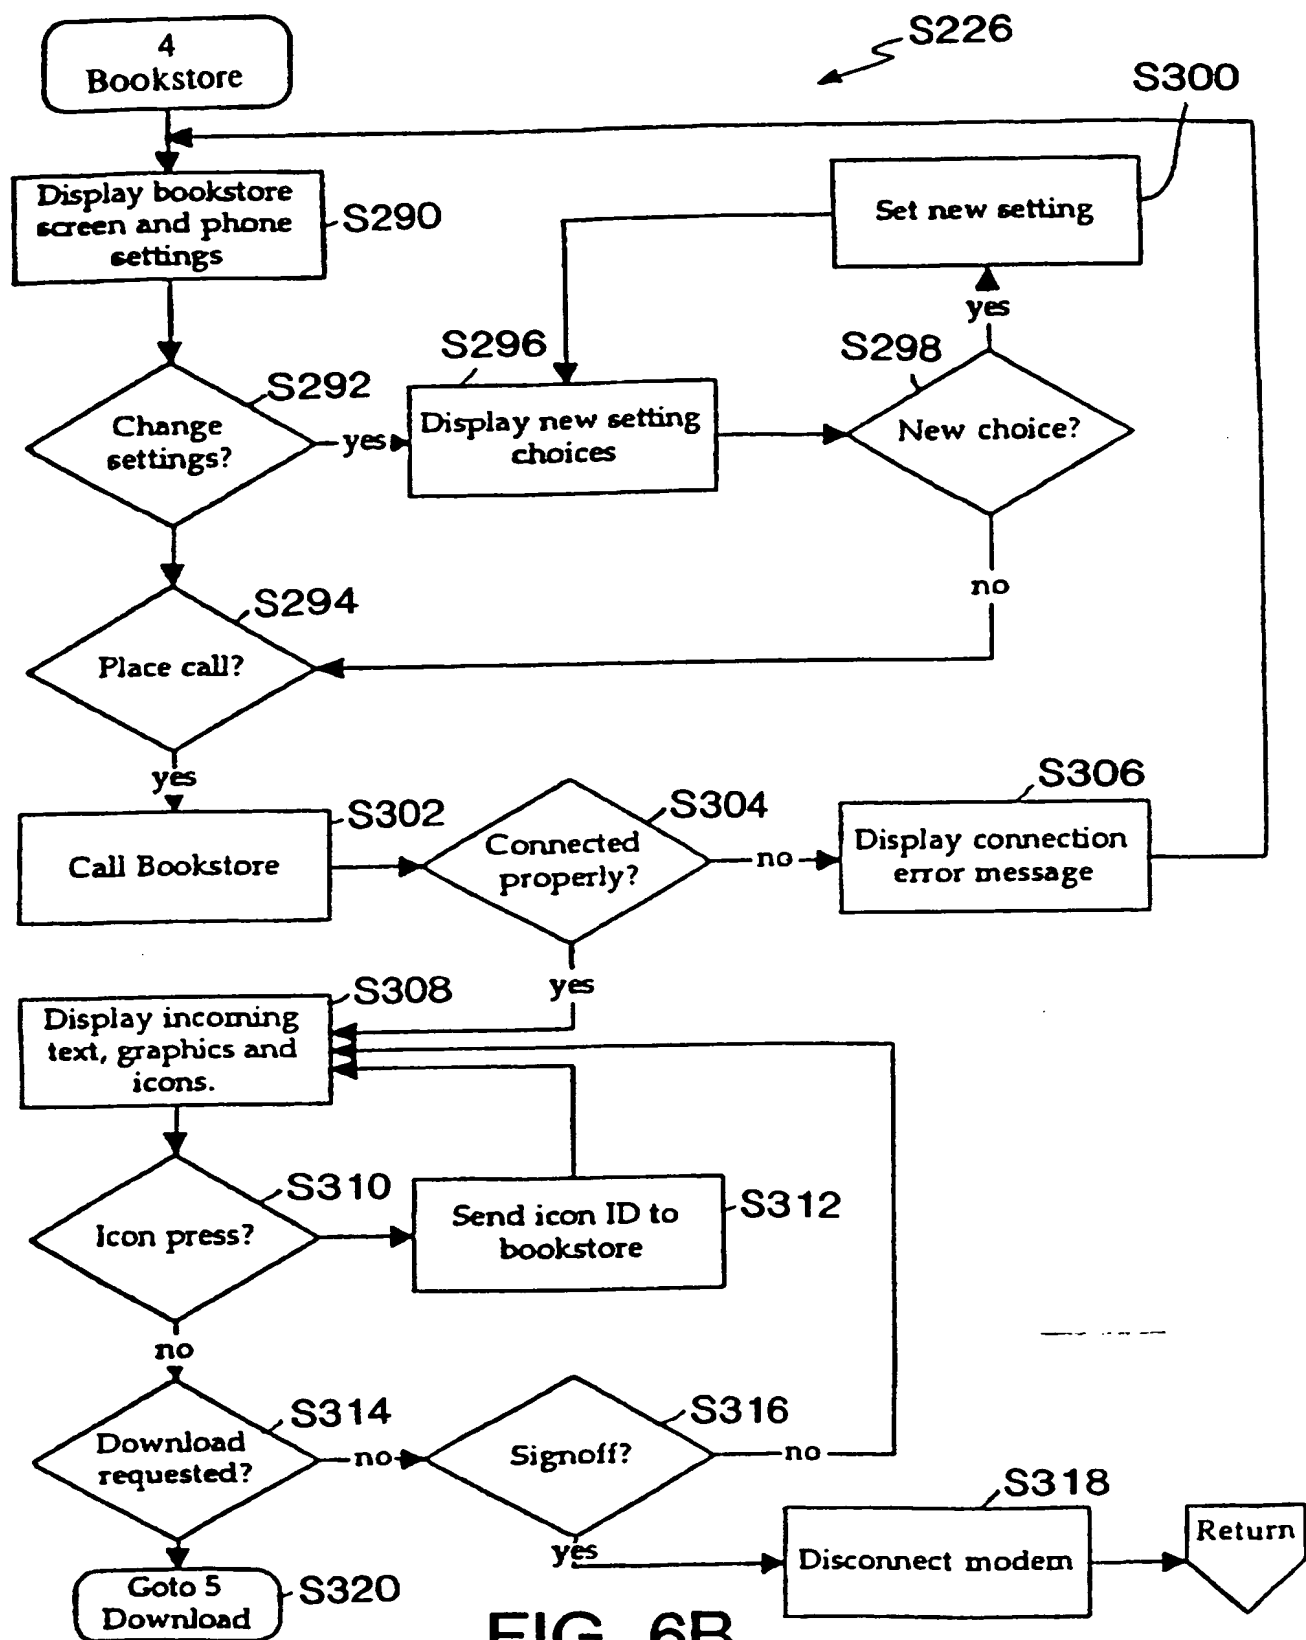 4
Bookstore
S226
S300
Display bookstore
screen and phone
settings
S290
Set new setting
yes
S292
Change
settings?
yes
S296
Display new setting
choices
S298
New choice?
no
S294
Place call?
yes
S302
Call Bookstore
S304
Connected
properly?
no
S306
Display connection
error message
yes
S308
Display incoming
text, graphics and
icons.
S310
Icon press?
S312
Send icon ID to
bookstore
no
S314
Download
requested?
no
S316
Signoff?
no
yes
S318
Disconnect modem
Return
Goto 5
Download
S320
FIG. 6B